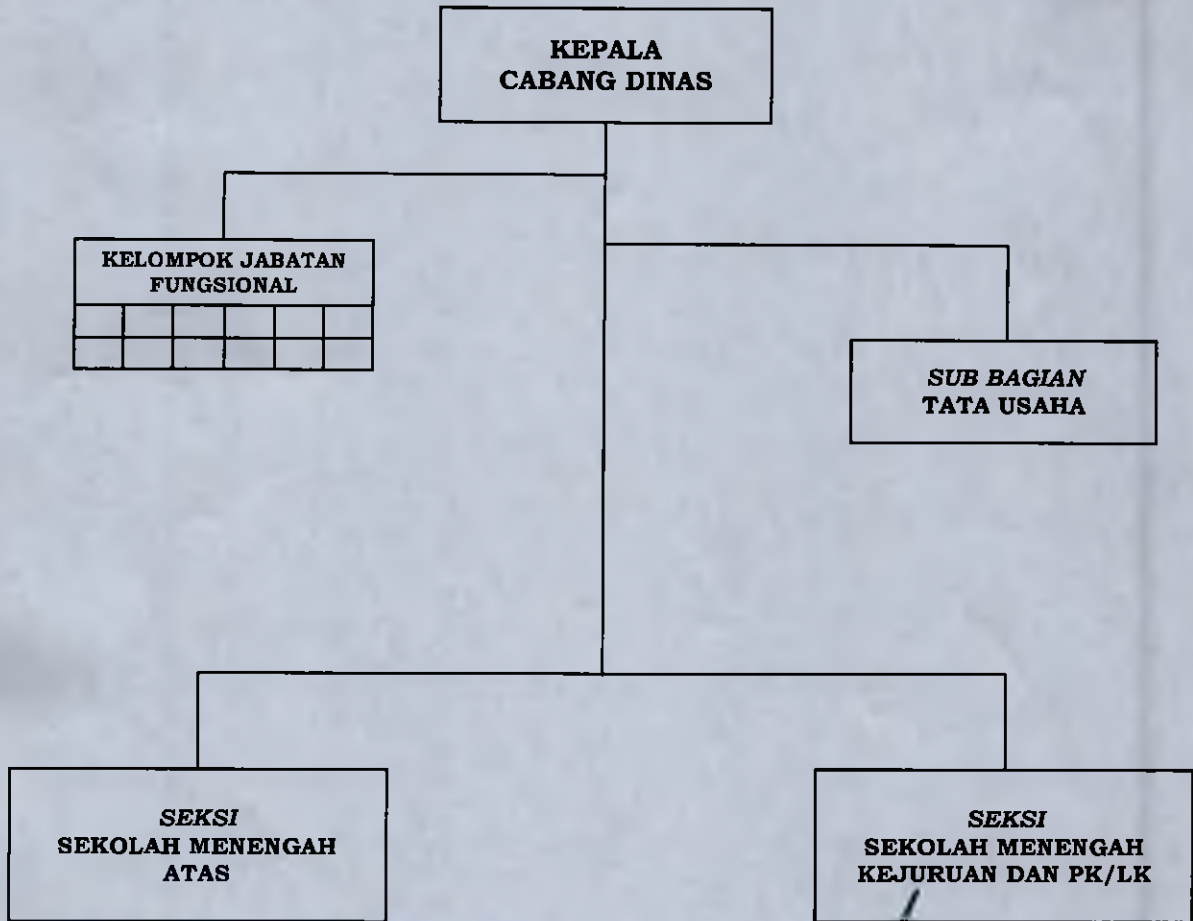 KEPALA
CABANG DINAS
KELOMPOK JABATAN
FUNGSIONAL
SUB BAGIAN
TATA USAHA
SEKSI
SEKOLAH MENENGAH
ATAS
SEKSI
SEKOLAH MENENGAH
KEJURUAN DAN PK/LK